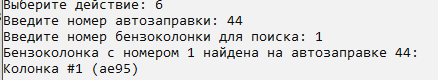 Выберите действие: 6
Введите номер автозаправки: 44
Введите номер бензоколонки для поиска: 1
Бензоколонка с номером 1 найдена на автозаправке 44:
Колонка #1 (ае95)